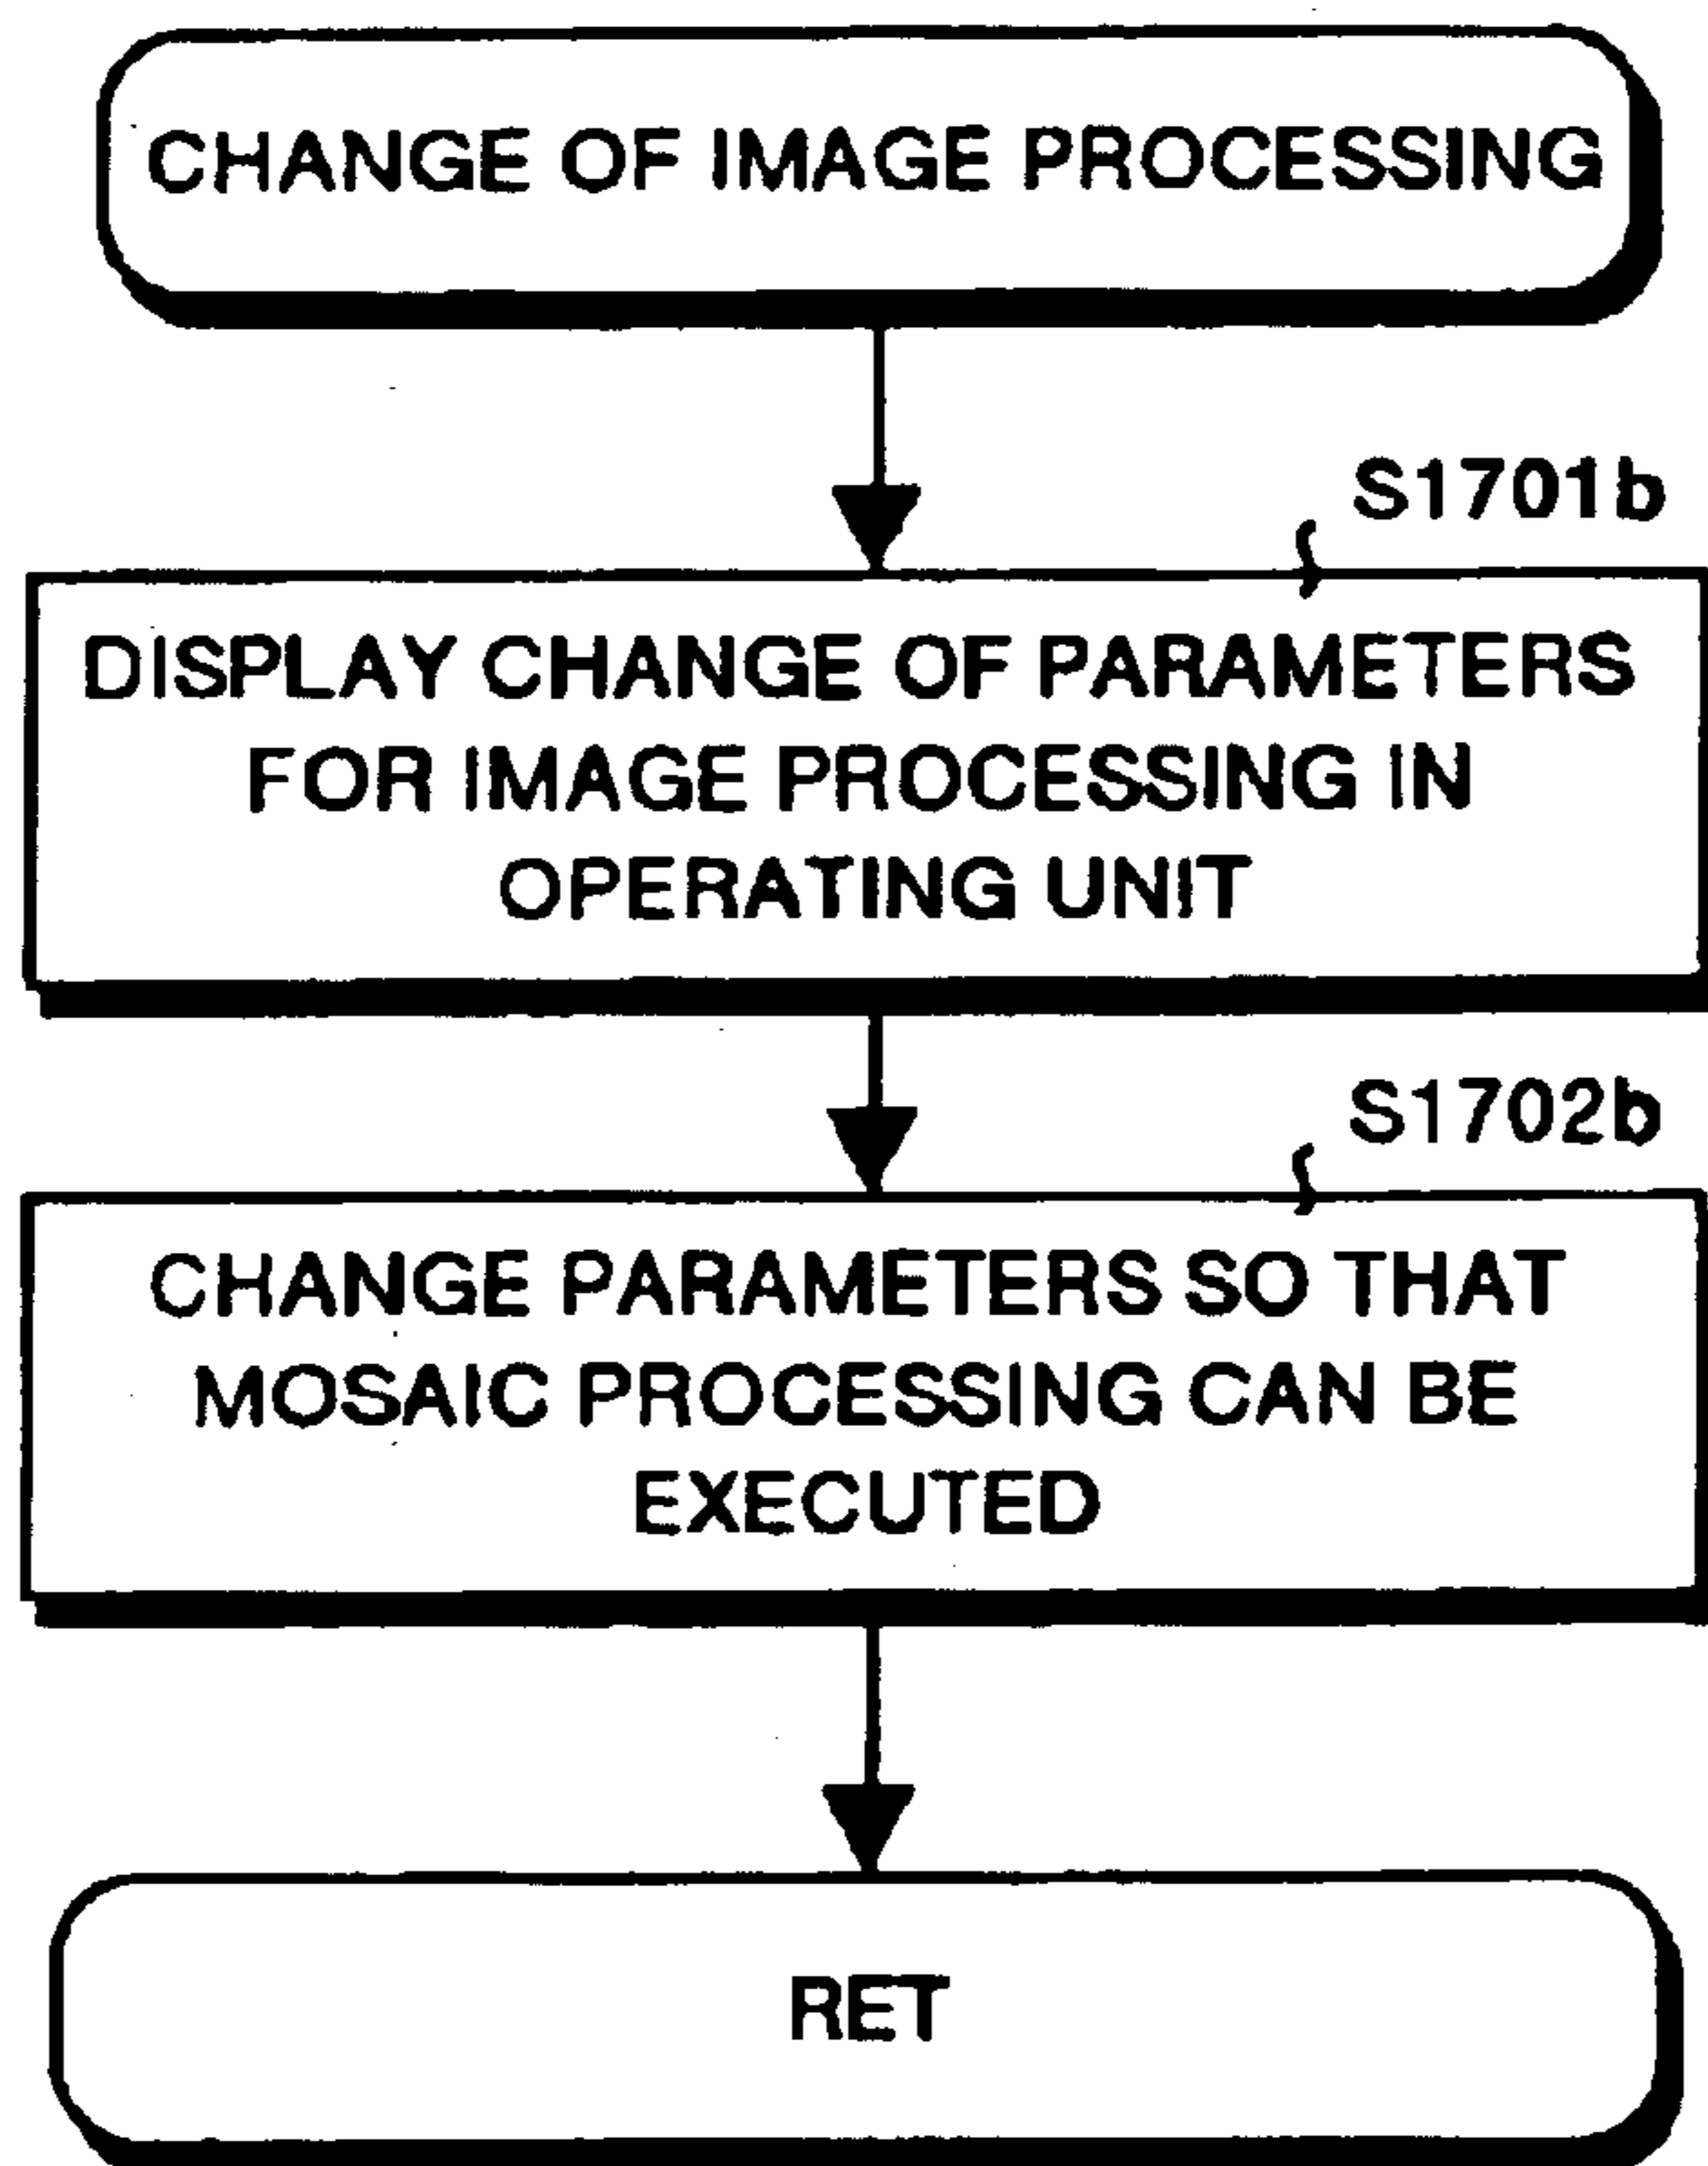 CHANGE OF IMAGE PROCESSING
S1701b
DISPLAY CHANGE OF PARAMETERS
FOR IMAGE PROCESSING IN
OPERATING UNIT
S1702b
CHANGE PARAMETERS SO THAT
MOSAIC PROCESSING CAN BE
EXECUTED
RET